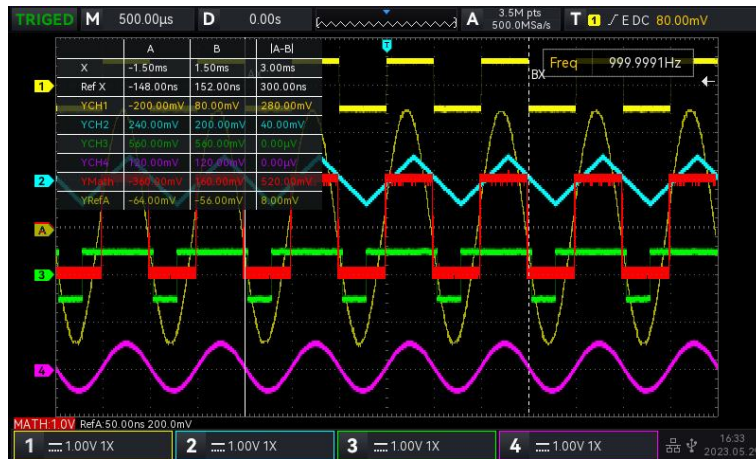 TRIGED M 500.00µs D 0.00s A 3.5M pts 500.0MSa/s T 1 E DC 80.00mV
T
A B |A-B|
X -1.50ms 1.50ms 3.00ms
Ref X -148.00ns 152.00ns 300.00ns
YCH1 -200.00mV 80.00mV 280.00mV
YCH2 240.00mV 200.00mV 40.00mV
YCH3 560.00mV 560.00mV 0.00µV
YCH4 120.00mV 120.00mV 0.00µV
YMath -360.00mV 160.00mV 520.00mV
YRefA -64.00mV -56.00mV 8.00mV
Freq 999.9991Hz
BX
1
2
A
3
4
MATH:1.0V RefA:50.00ns 200.0mV
1 1.00V 1X 2 1.00V 1X 3 1.00V 1X 4 1.00V 1X
16:33